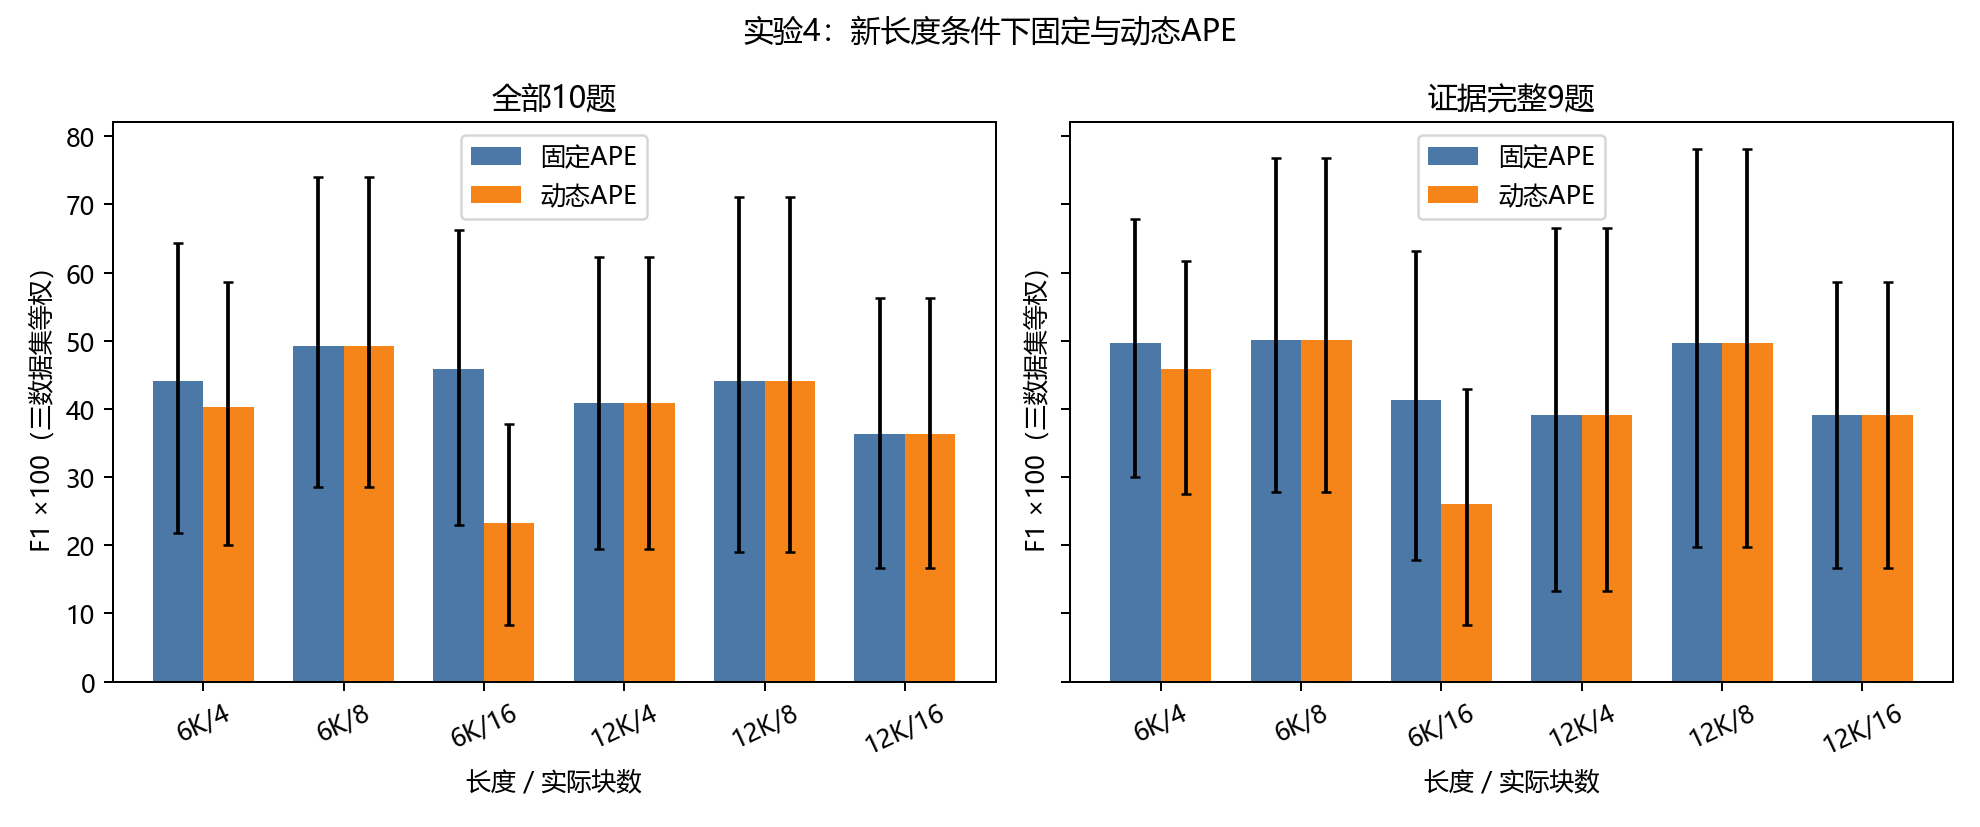 实验4：新长度条件下固定与动态APE
全部10题
固定APE
动态APE
F1 ×100（三数据集等权）
80
70
60
50
40
30
20
10
0
6K/4
6K/8
6K/16
12K/4
12K/8
12K/16
长度 / 实际块数
证据完整9题
固定APE
动态APE
F1 ×100（三数据集等权）
6K/4
6K/8
6K/16
12K/4
12K/8
12K/16
长度 / 实际块数